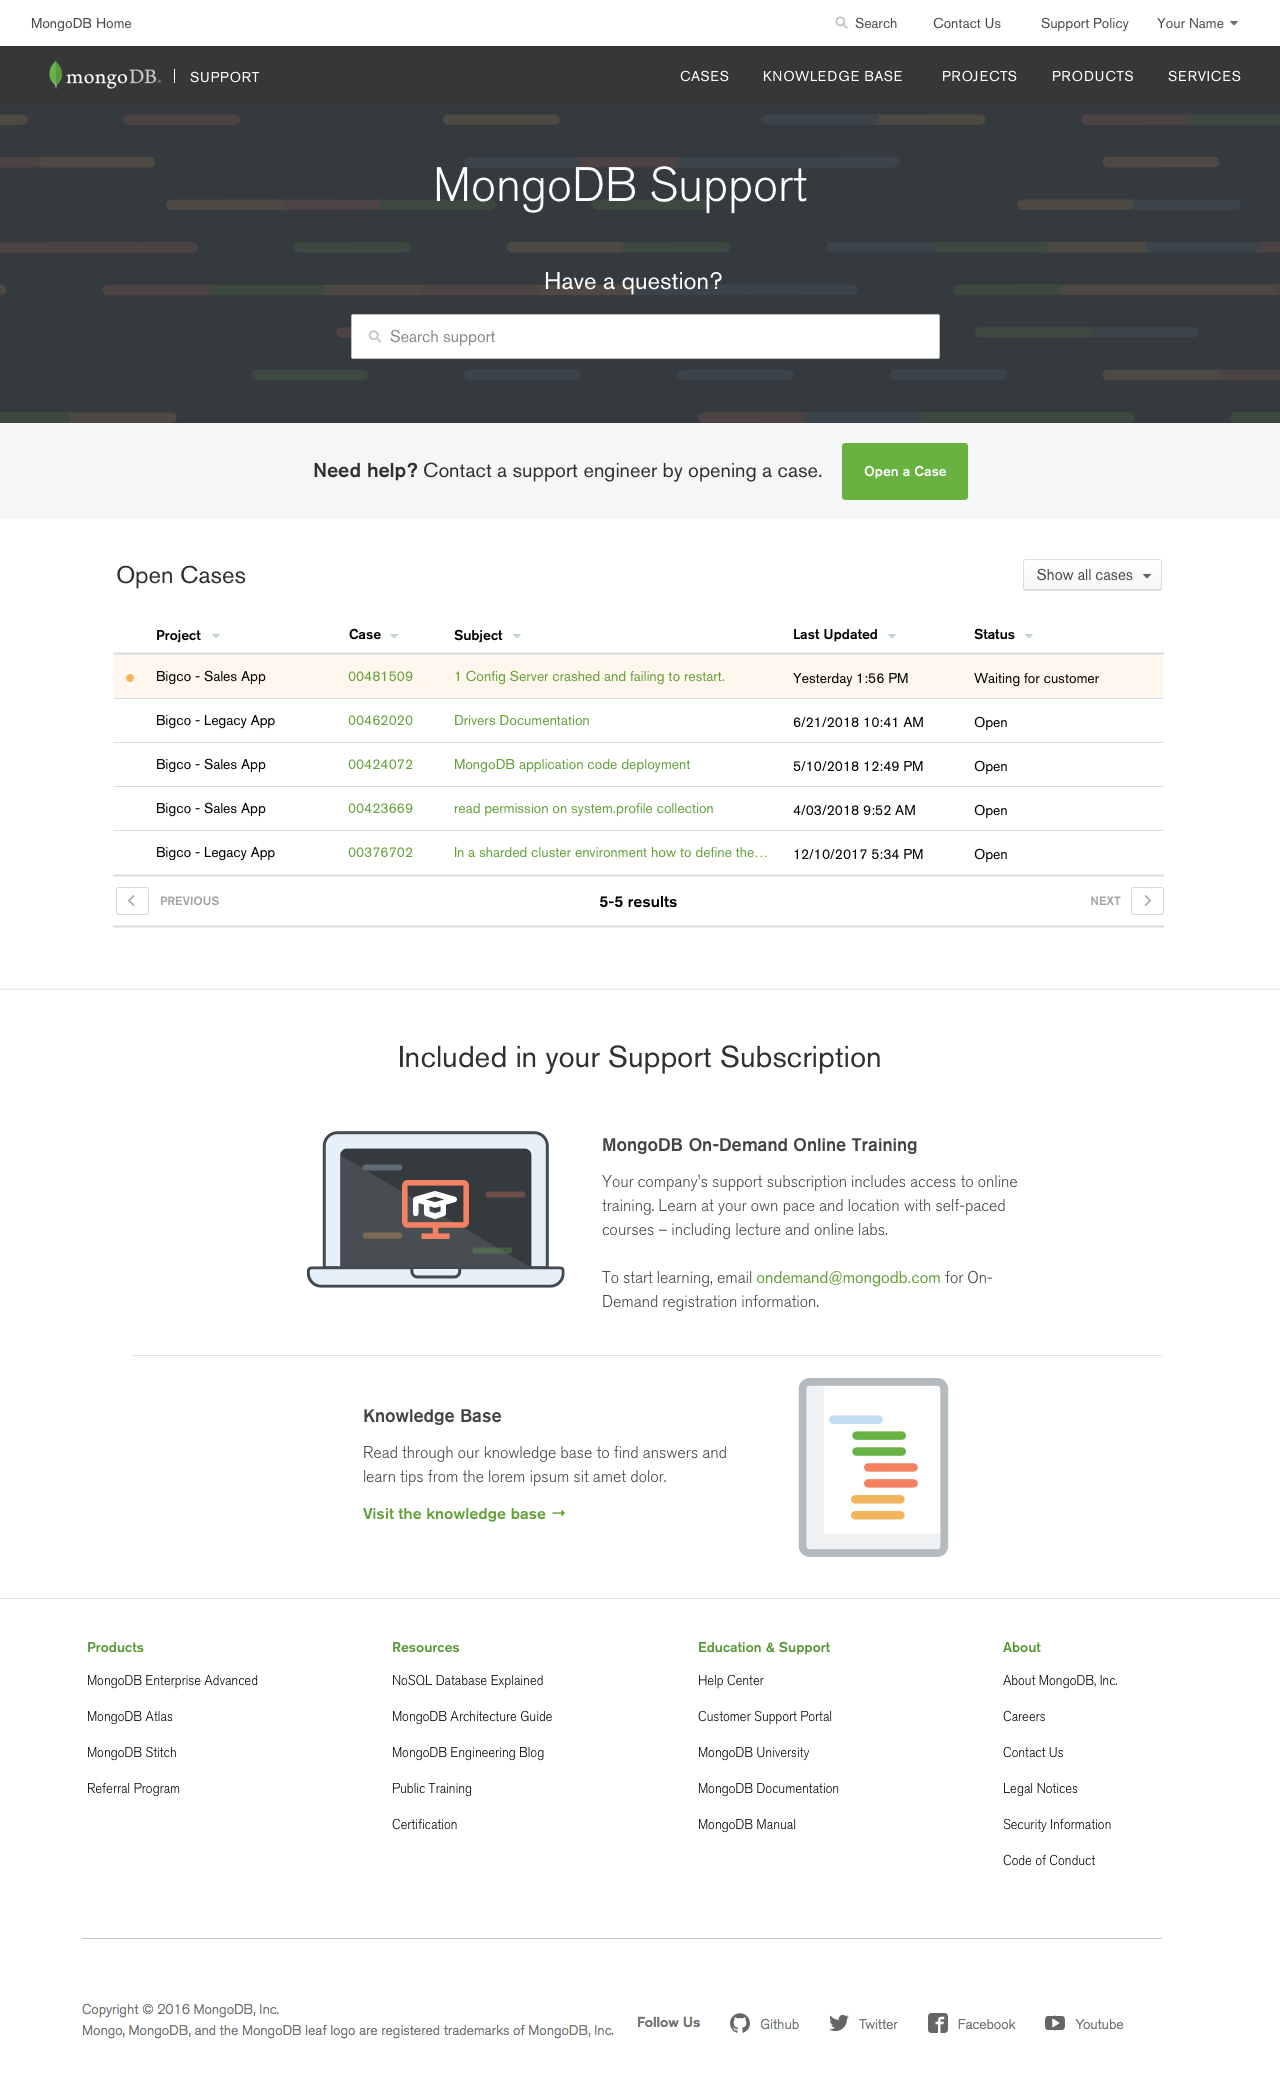 MongoDB Home
Search
Contact Us
Support Policy
Your Name
mongoDB. | SUPPORT
CASES
KNOWLEDGE BASE
PROJECTS
PRODUCTS
SERVICES
MongoDB Support
Have a question?
Search support
Need help? Contact a support engineer by opening a case.
Open a Case
Open Cases
Show all cases
Project Case Subject Last Updated Status
Bigco - Sales App 00481509 1 Config Server crashed and failing to restart. Yesterday 1:56 PM Waiting for customer
Bigco - Legacy App 00462020 Drivers Documentation 6/21/2018 10:41 AM Open
Bigco - Sales App 00424072 MongoDB application code deployment 5/10/2018 12:49 PM Open
Bigco - Sales App 00423669 read permission on system.profile collection 4/03/2018 9:52 AM Open
Bigco - Legacy App 00376702 In a sharded cluster environment how to define the... 12/10/2017 5:34 PM Open
PREVIOUS
5-5 results
NEXT
Included in your Support Subscription
MongoDB On-Demand Online Training
Your company's support subscription includes access to online
training. Learn at your own pace and location with self-paced
courses – including lecture and online labs.
To start learning, email ondemand@mongodb.com for On-
Demand registration information.
Knowledge Base
Read through our knowledge base to find answers and
learn tips from the lorem ipsum sit amet dolor.
Visit the knowledge base →
Products
MongoDB Enterprise Advanced
MongoDB Atlas
MongoDB Stitch
Referral Program
Resources
NoSQL Database Explained
MongoDB Architecture Guide
MongoDB Engineering Blog
Public Training
Certification
Education & Support
Help Center
Customer Support Portal
MongoDB University
MongoDB Documentation
MongoDB Manual
About
About MongoDB, Inc.
Careers
Contact Us
Legal Notices
Security Information
Code of Conduct
Copyright © 2016 MongoDB, Inc.
Mongo, MongoDB, and the MongoDB leaf logo are registered trademarks of MongoDB, Inc.
Follow Us
Github
Twitter
Facebook
Youtube